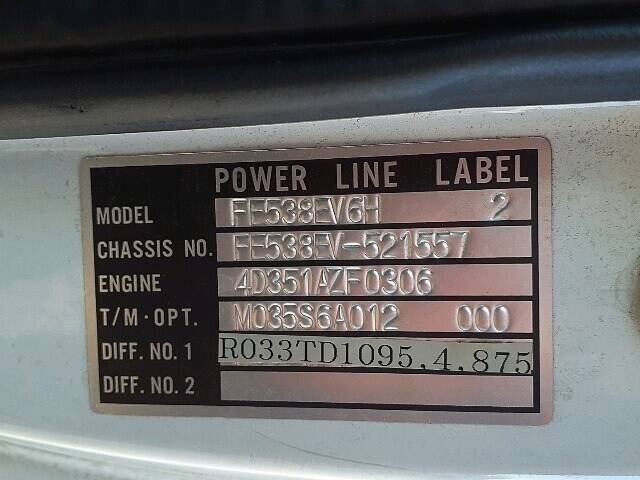 POWER LINE LABEL
MODEL FE538EV6H 2
CHASSIS NO. FE538EV-521557
ENGINE 4D351AZF0306
T/M·OPT. M035S6A012 000
DIFF. NO. 1 R033TD1095,4,875
DIFF. NO. 2